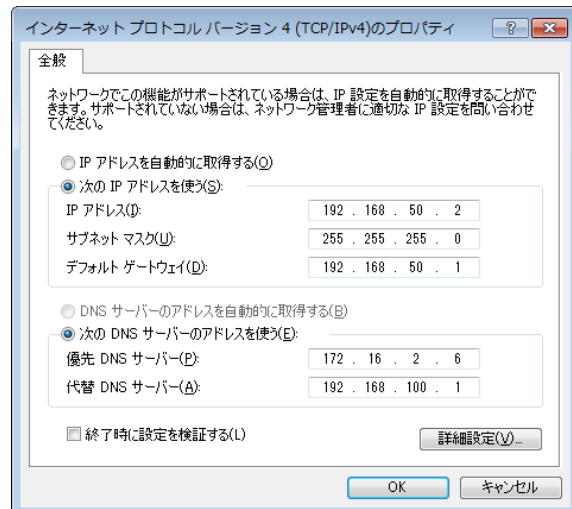 インターネット プロトコル バージョン 4 (TCP/IPv4)のプロパティ
全般
ネットワークでこの機能がサポートされている場合は、IP 設定を自動的に取得することがで
きます。サポートされていない場合は、ネットワーク管理者に適切な IP 設定を問い合わせ
てください。
IP アドレスを自動的に取得する(O)
次の IP アドレスを使う(S):
IP アドレス(I): 192 . 168 . 50 . 2
サブネット マスク(U): 255 . 255 . 255 . 0
デフォルト ゲートウェイ(D): 192 . 168 . 50 . 1
DNS サーバーのアドレスを自動的に取得する(B)
次の DNS サーバーのアドレスを使う(E):
優先 DNS サーバー(P): 172 . 16 . 2 . 6
代替 DNS サーバー(A): 192 . 168 . 100 . 1
終了時に設定を検証する(L)
詳細設定(V)...
OK キャンセル